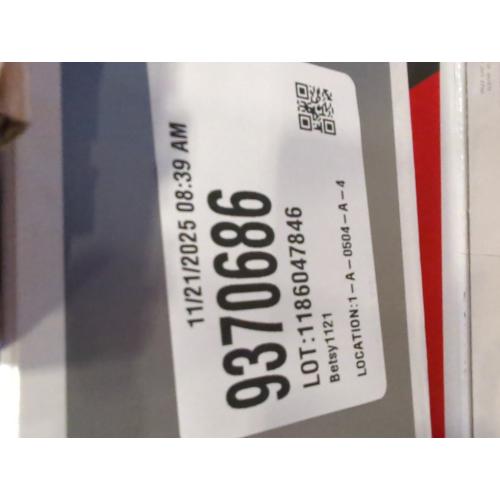 11/21/2025 08:39 AM
9370686
LOT:1186047846
Betsy1121
LOCATION:1-A-0504-A-4